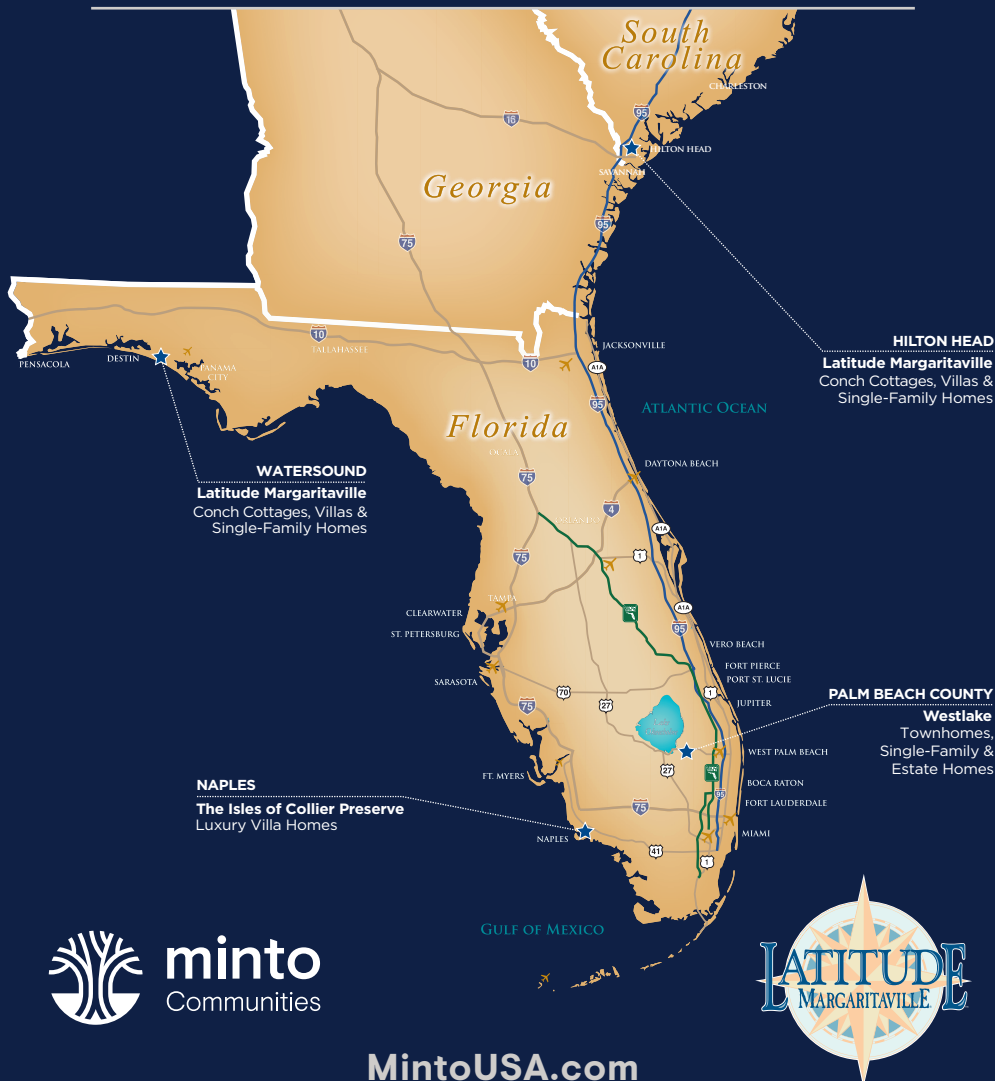 South
Carolina
CHARLESTON
95
16
HILTON HEAD
SAVANNAH
Georgia
95
75
10
TALLAHASSEE
JACKSONVILLE
PENSACOLA
DESTIN
PANAMA
CITY
10
A1A
HILTON HEAD
Latitude Margaritaville
Conch Cottages, Villas &
Single-Family Homes
95
ATLANTIC OCEAN
Florida
OCALA
WATERSOUND
Latitude Margaritaville
Conch Cottages, Villas &
Single-Family Homes
75
DAYTONA BEACH
4
ORLANDO
A1A
75
1
TAMPA
CLEARWATER
ST. PETERSBURG
A1A
95
VERO BEACH
FORT PIERCE
PORT ST. LUCIE
SARASOTA
70
27
1
75
JUPITER
PALM BEACH COUNTY
Westlake
Townhomes,
Single-Family &
Estate Homes
WEST PALM BEACH
27
FT. MYERS
BOCA RATON
95
FORT LAUDERDALE
75
NAPLES
The Isles of Collier Preserve
Luxury Villa Homes
NAPLES
MIAMI
41
1
GULF OF MEXICO
minto
Communities
LATITUDE
MARGARITAVILLE
MintoUSA.com